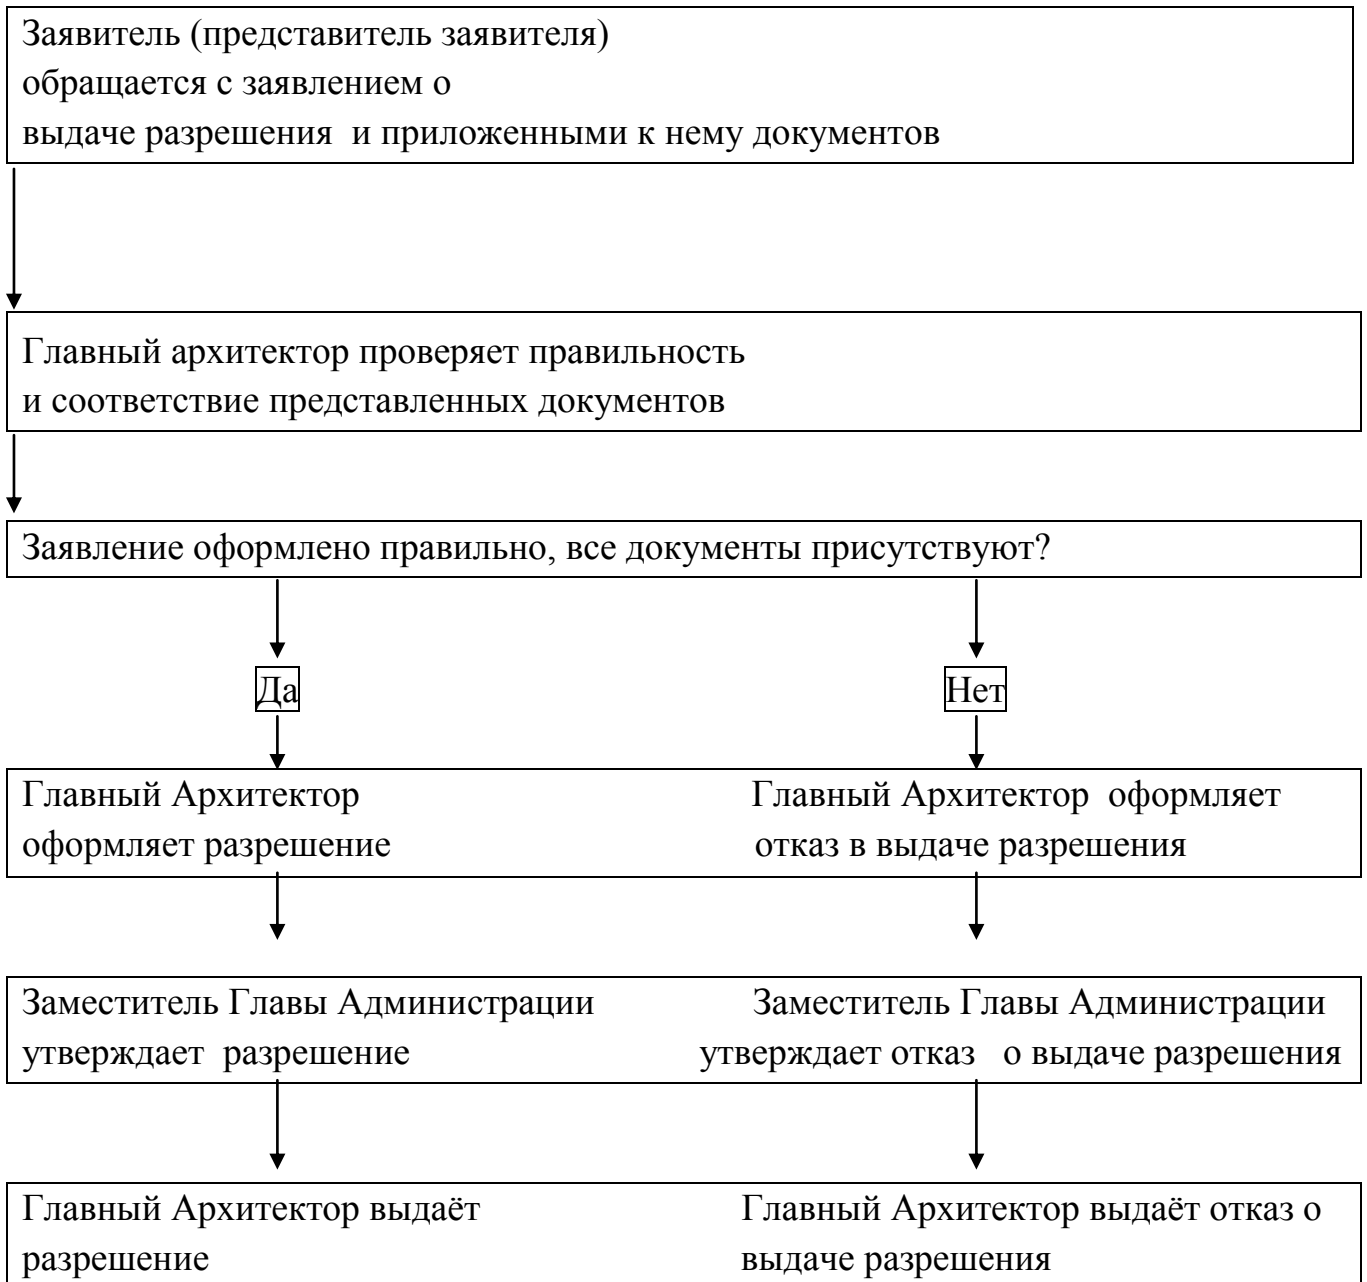 Заявитель (представитель заявителя)
обращается с заявлением о
выдаче разрешения и приложенными к нему документов
Главный архитектор проверяет правильность
и соответствие представленных документов
Заявление оформлено правильно, все документы присутствуют?
Да
Нет
Главный Архитектор
оформляет разрешение
Главный Архитектор оформляет
отказ в выдаче разрешения
Заместитель Главы Администрации
утверждает разрешение
Заместитель Главы Администрации
утверждает отказ о выдаче разрешения
Главный Архитектор выдаёт
разрешение
Главный Архитектор выдаёт отказ о
выдаче разрешения